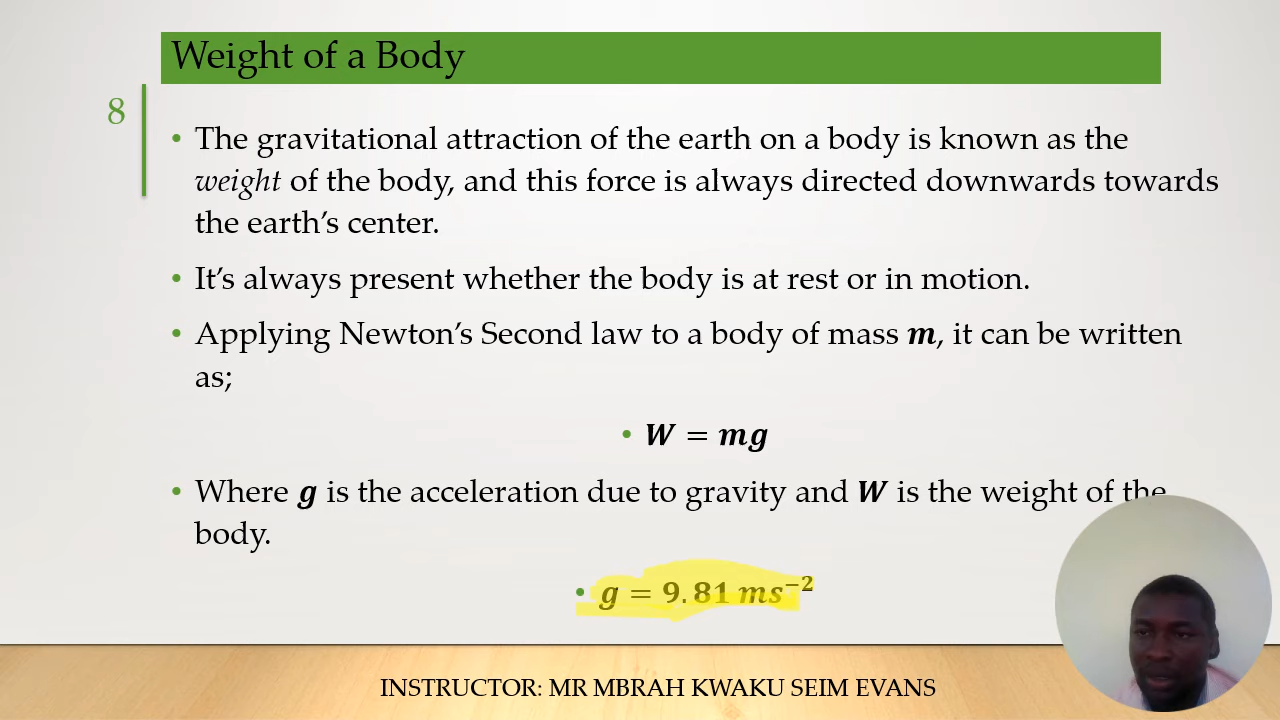 Weight of a Body
8
• The gravitational attraction of the earth on a body is known as the
weight of the body, and this force is always directed downwards towards
the earth’s center.
• It’s always present whether the body is at rest or in motion.
• Applying Newton’s Second law to a body of mass m, it can be written
as;
• W = mg
• Where g is the acceleration due to gravity and W is the weight of the
body.
• g = 9.81 ms⁻²
INSTRUCTOR: MR MBRAH KWAKU SEIM EVANS